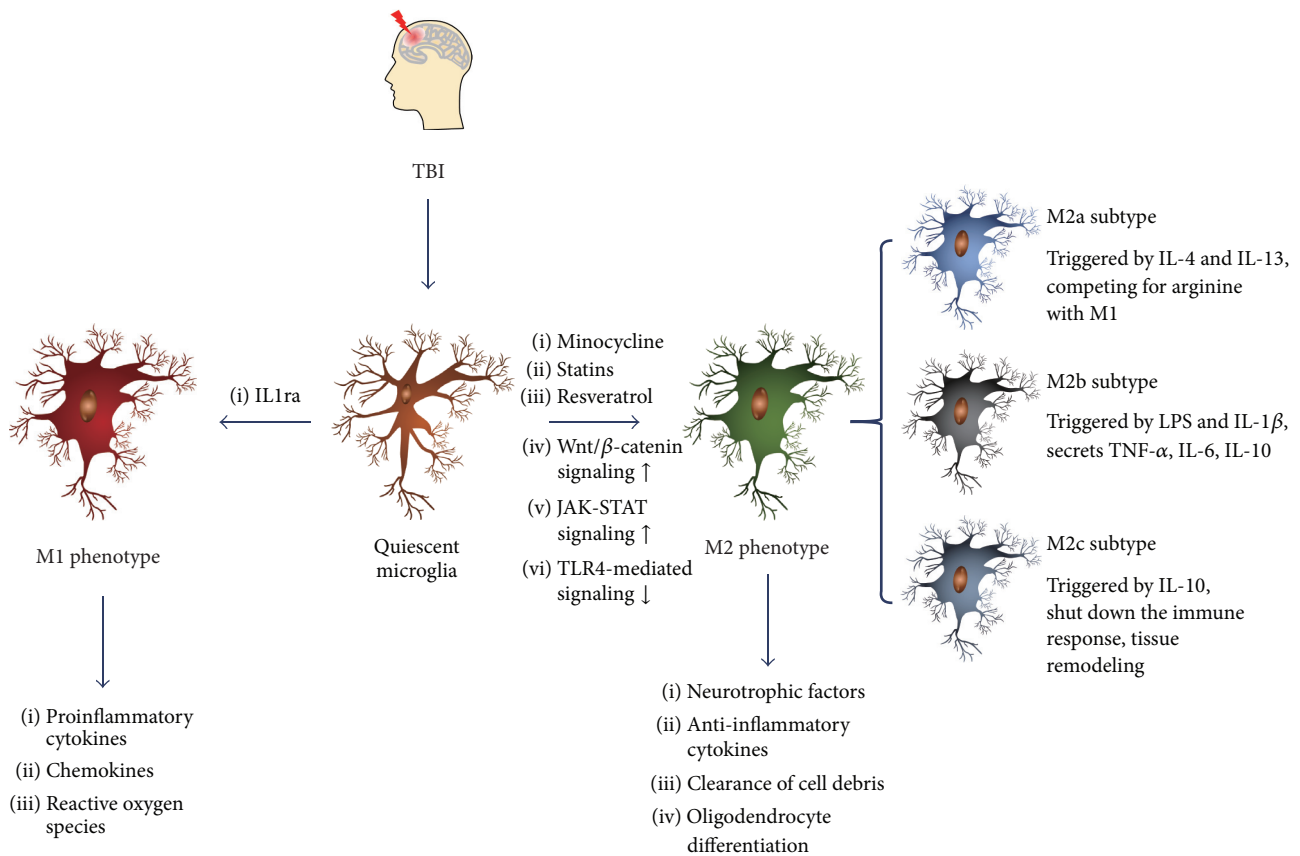 TBI
(i) IL1ra
(i) Minocycline
(ii) Statins
(iii) Resveratrol
(iv) Wnt/β-catenin
signaling ↑
(v) JAK-STAT
signaling ↑
(vi) TLR4-mediated
signaling ↓
M1 phenotype
Quiescent
microglia
M2 phenotype
(i) Proinflammatory
cytokines
(ii) Chemokines
(iii) Reactive oxygen
species
(i) Neurotrophic factors
(ii) Anti-inflammatory
cytokines
(iii) Clearance of cell debris
(iv) Oligodendrocyte
differentiation
M2a subtype
Triggered by IL-4 and IL-13,
competing for arginine
with M1
M2b subtype
Triggered by LPS and IL-1β,
secrets TNF-α, IL-6, IL-10
M2c subtype
Triggered by IL-10,
shut down the immune
response, tissue
remodeling